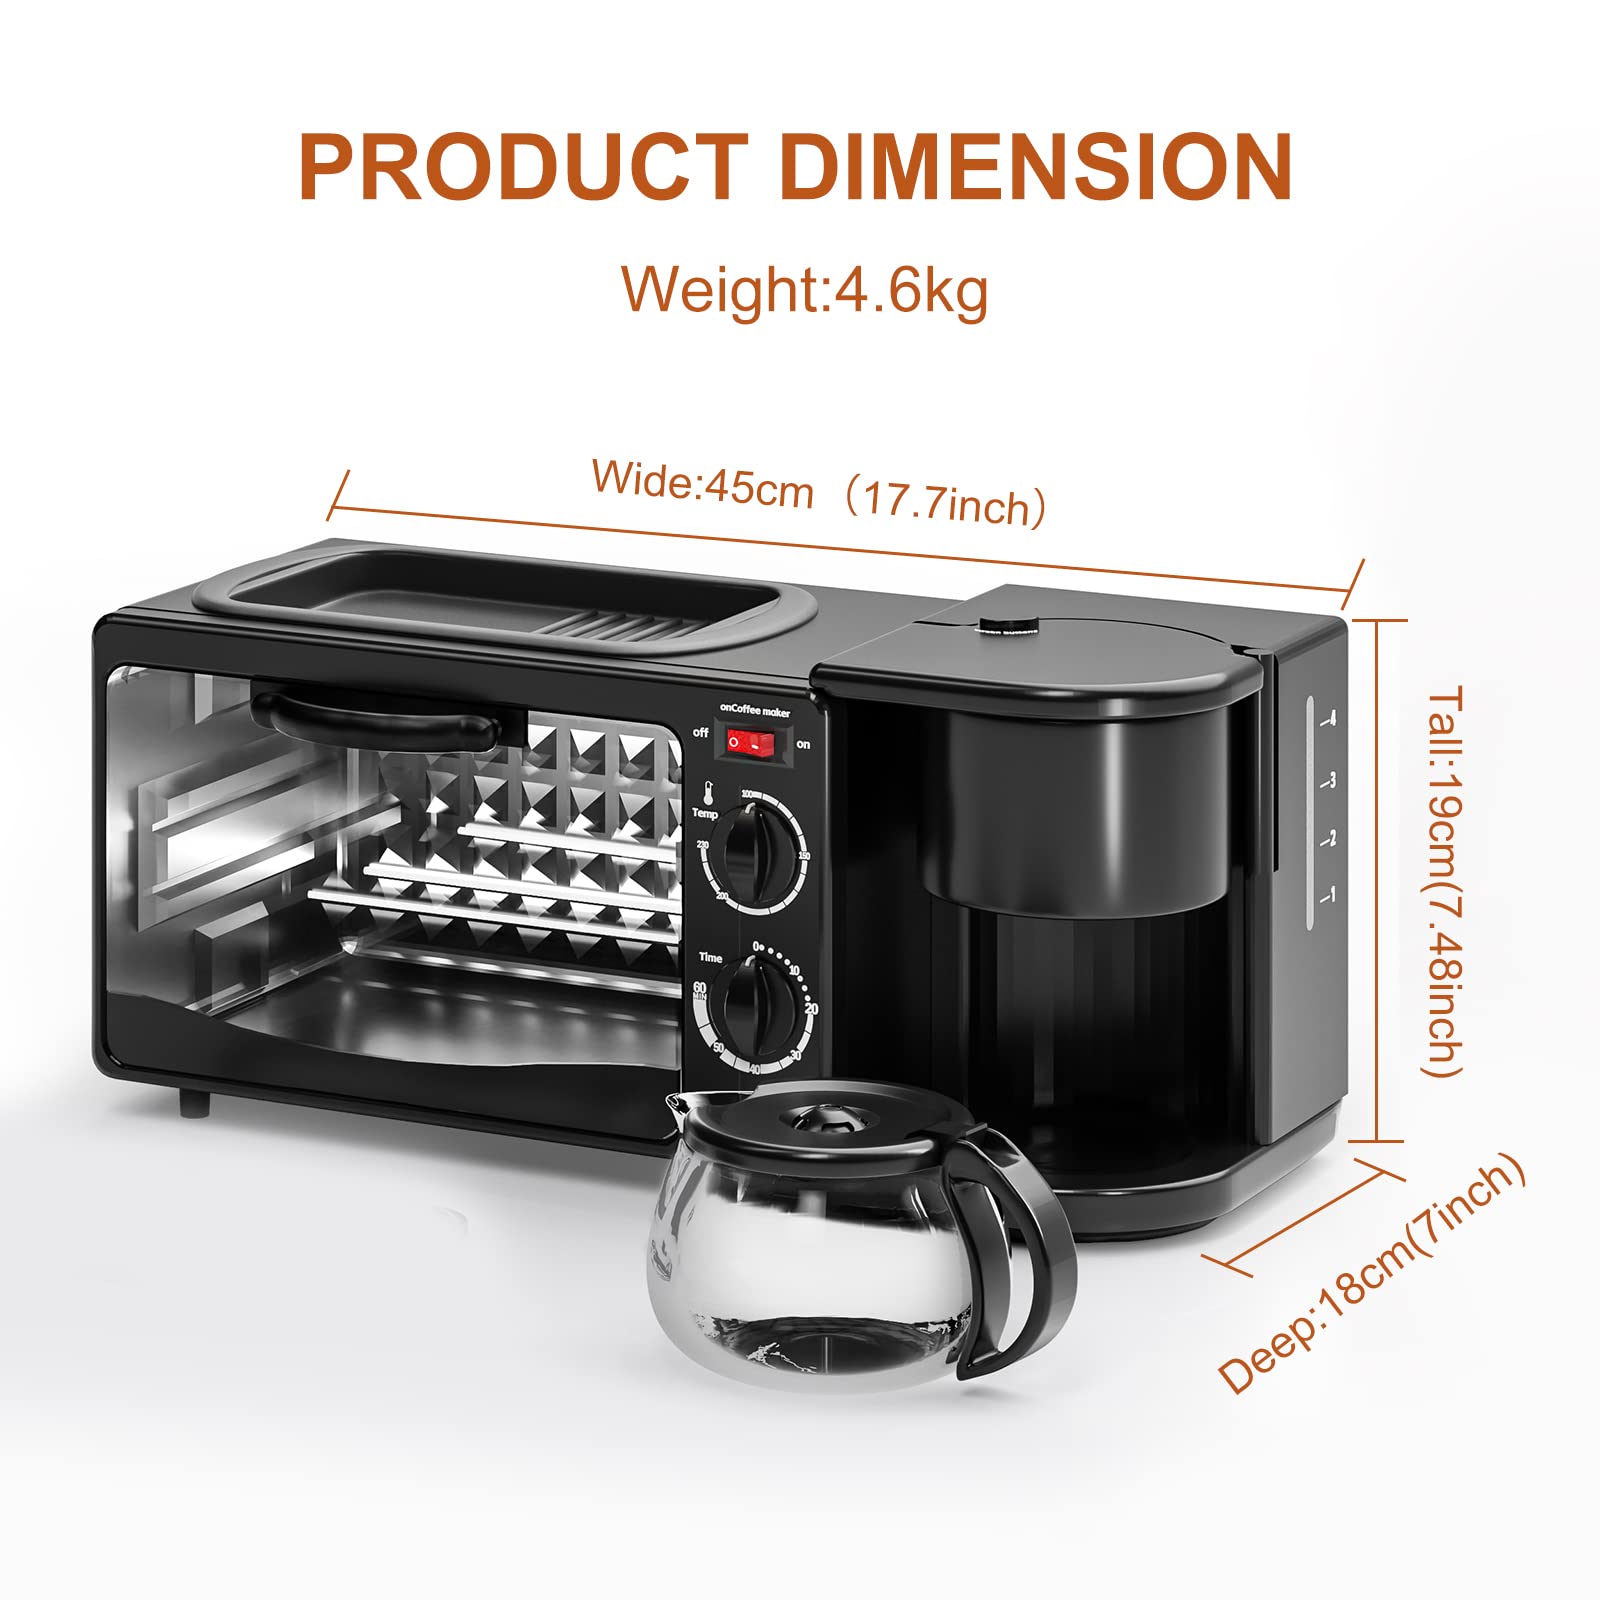 PRODUCT DIMENSION
Weight:4.6kg
Wide:45cm（17.7inch）
Tall:19cm(7.48inch)
Deep:18cm(7inch)
onCoffee maker
off
on
Temp
100
150
200
230
Time
0
10
20
30
40
50
60
MIN
4
3
2
1